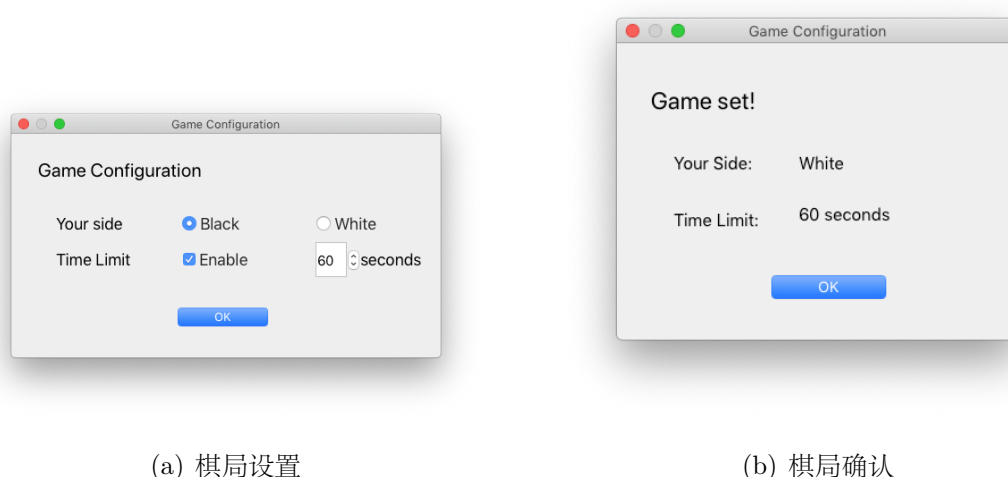 Game Configuration
Game Configuration
Your side Black White
Time Limit Enable 60 seconds
OK
(a) 棋局设置
Game Configuration
Game set!
Your Side: White
Time Limit: 60 seconds
OK
(b) 棋局确认